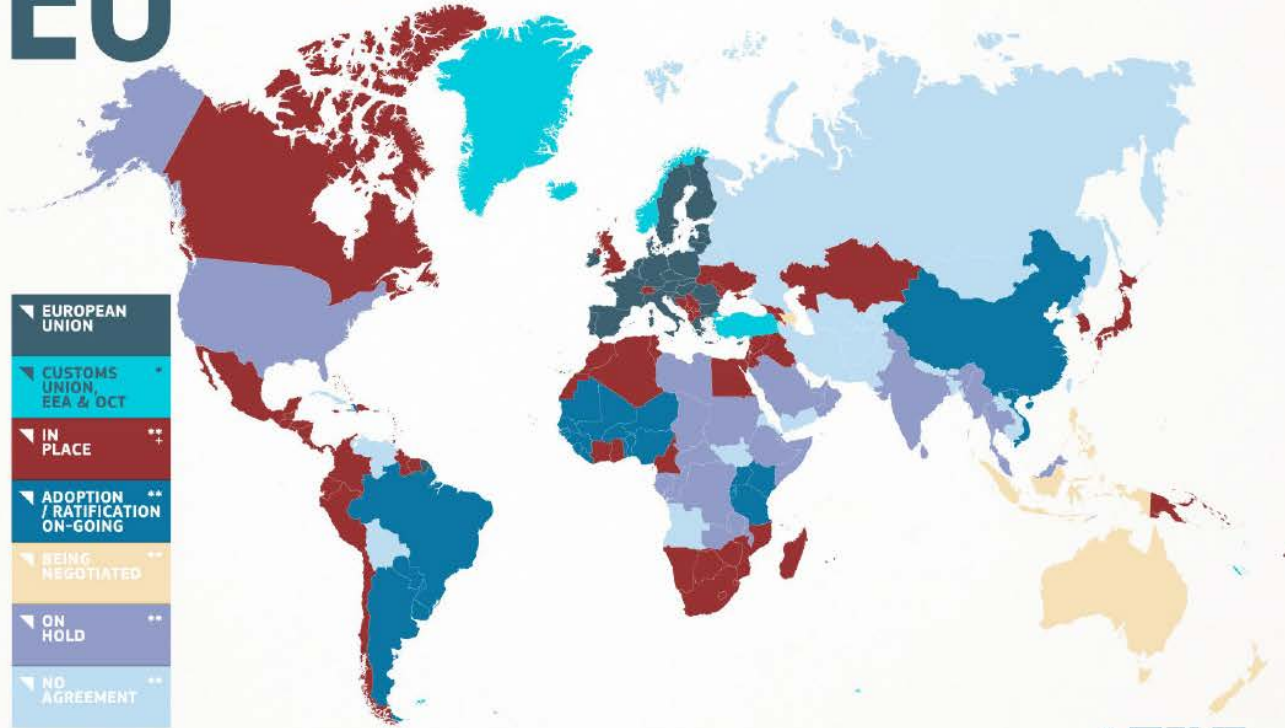 EU
EUROPEAN
UNION
CUSTOMS *
UNION,
EEA & OCT
IN **
PLACE +
ADOPTION **
/ RATIFICATION
ON-GOING
BEING **
NEGOTIATED
ON **
HOLD
NO **
AGREEMENT